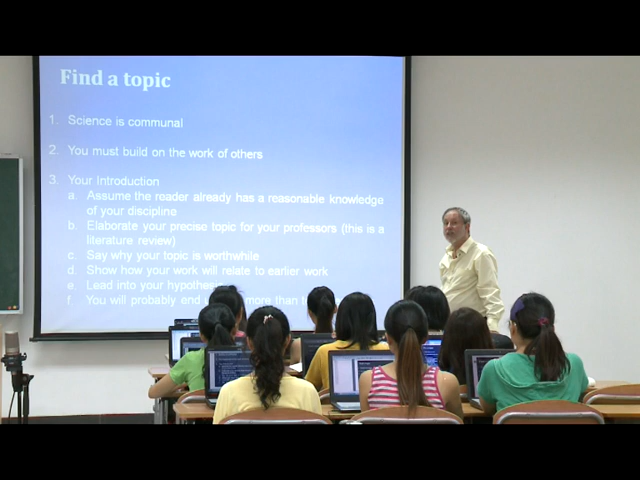 Find a topic
1. Science is communal
2. You must build on the work of others
3. Your Introduction
a. Assume the reader already has a reasonable knowledge
of your discipline
b. Elaborate your precise topic for your professors (this is a
literature review)
c. Say why your topic is worthwhile
d. Show how your work will relate to earlier work
e. Lead into your hypothesis
f. You will probably end more than